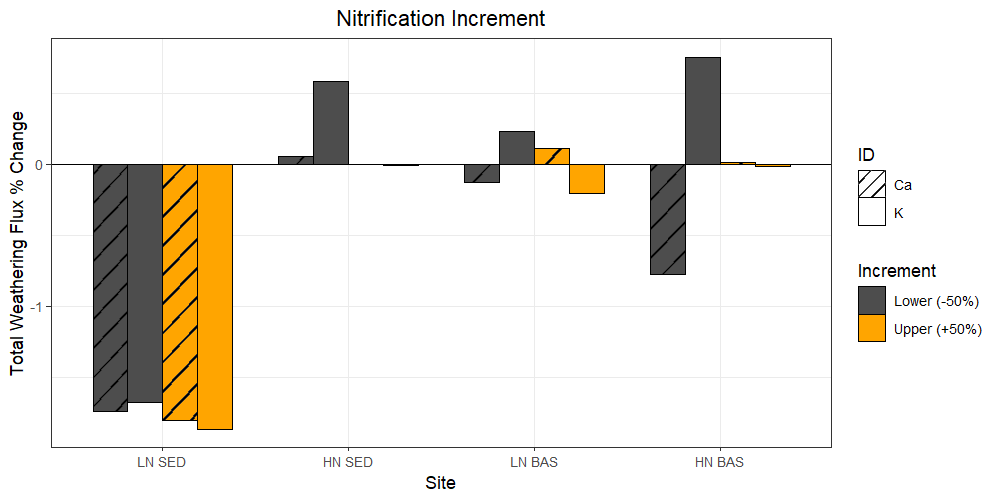 Nitrification Increment
Total Weathering Flux % Change
0
-1
LN SED
HN SED
LN BAS
HN BAS
Site
ID
Ca
K
Increment
Lower (-50%)
Upper (+50%)